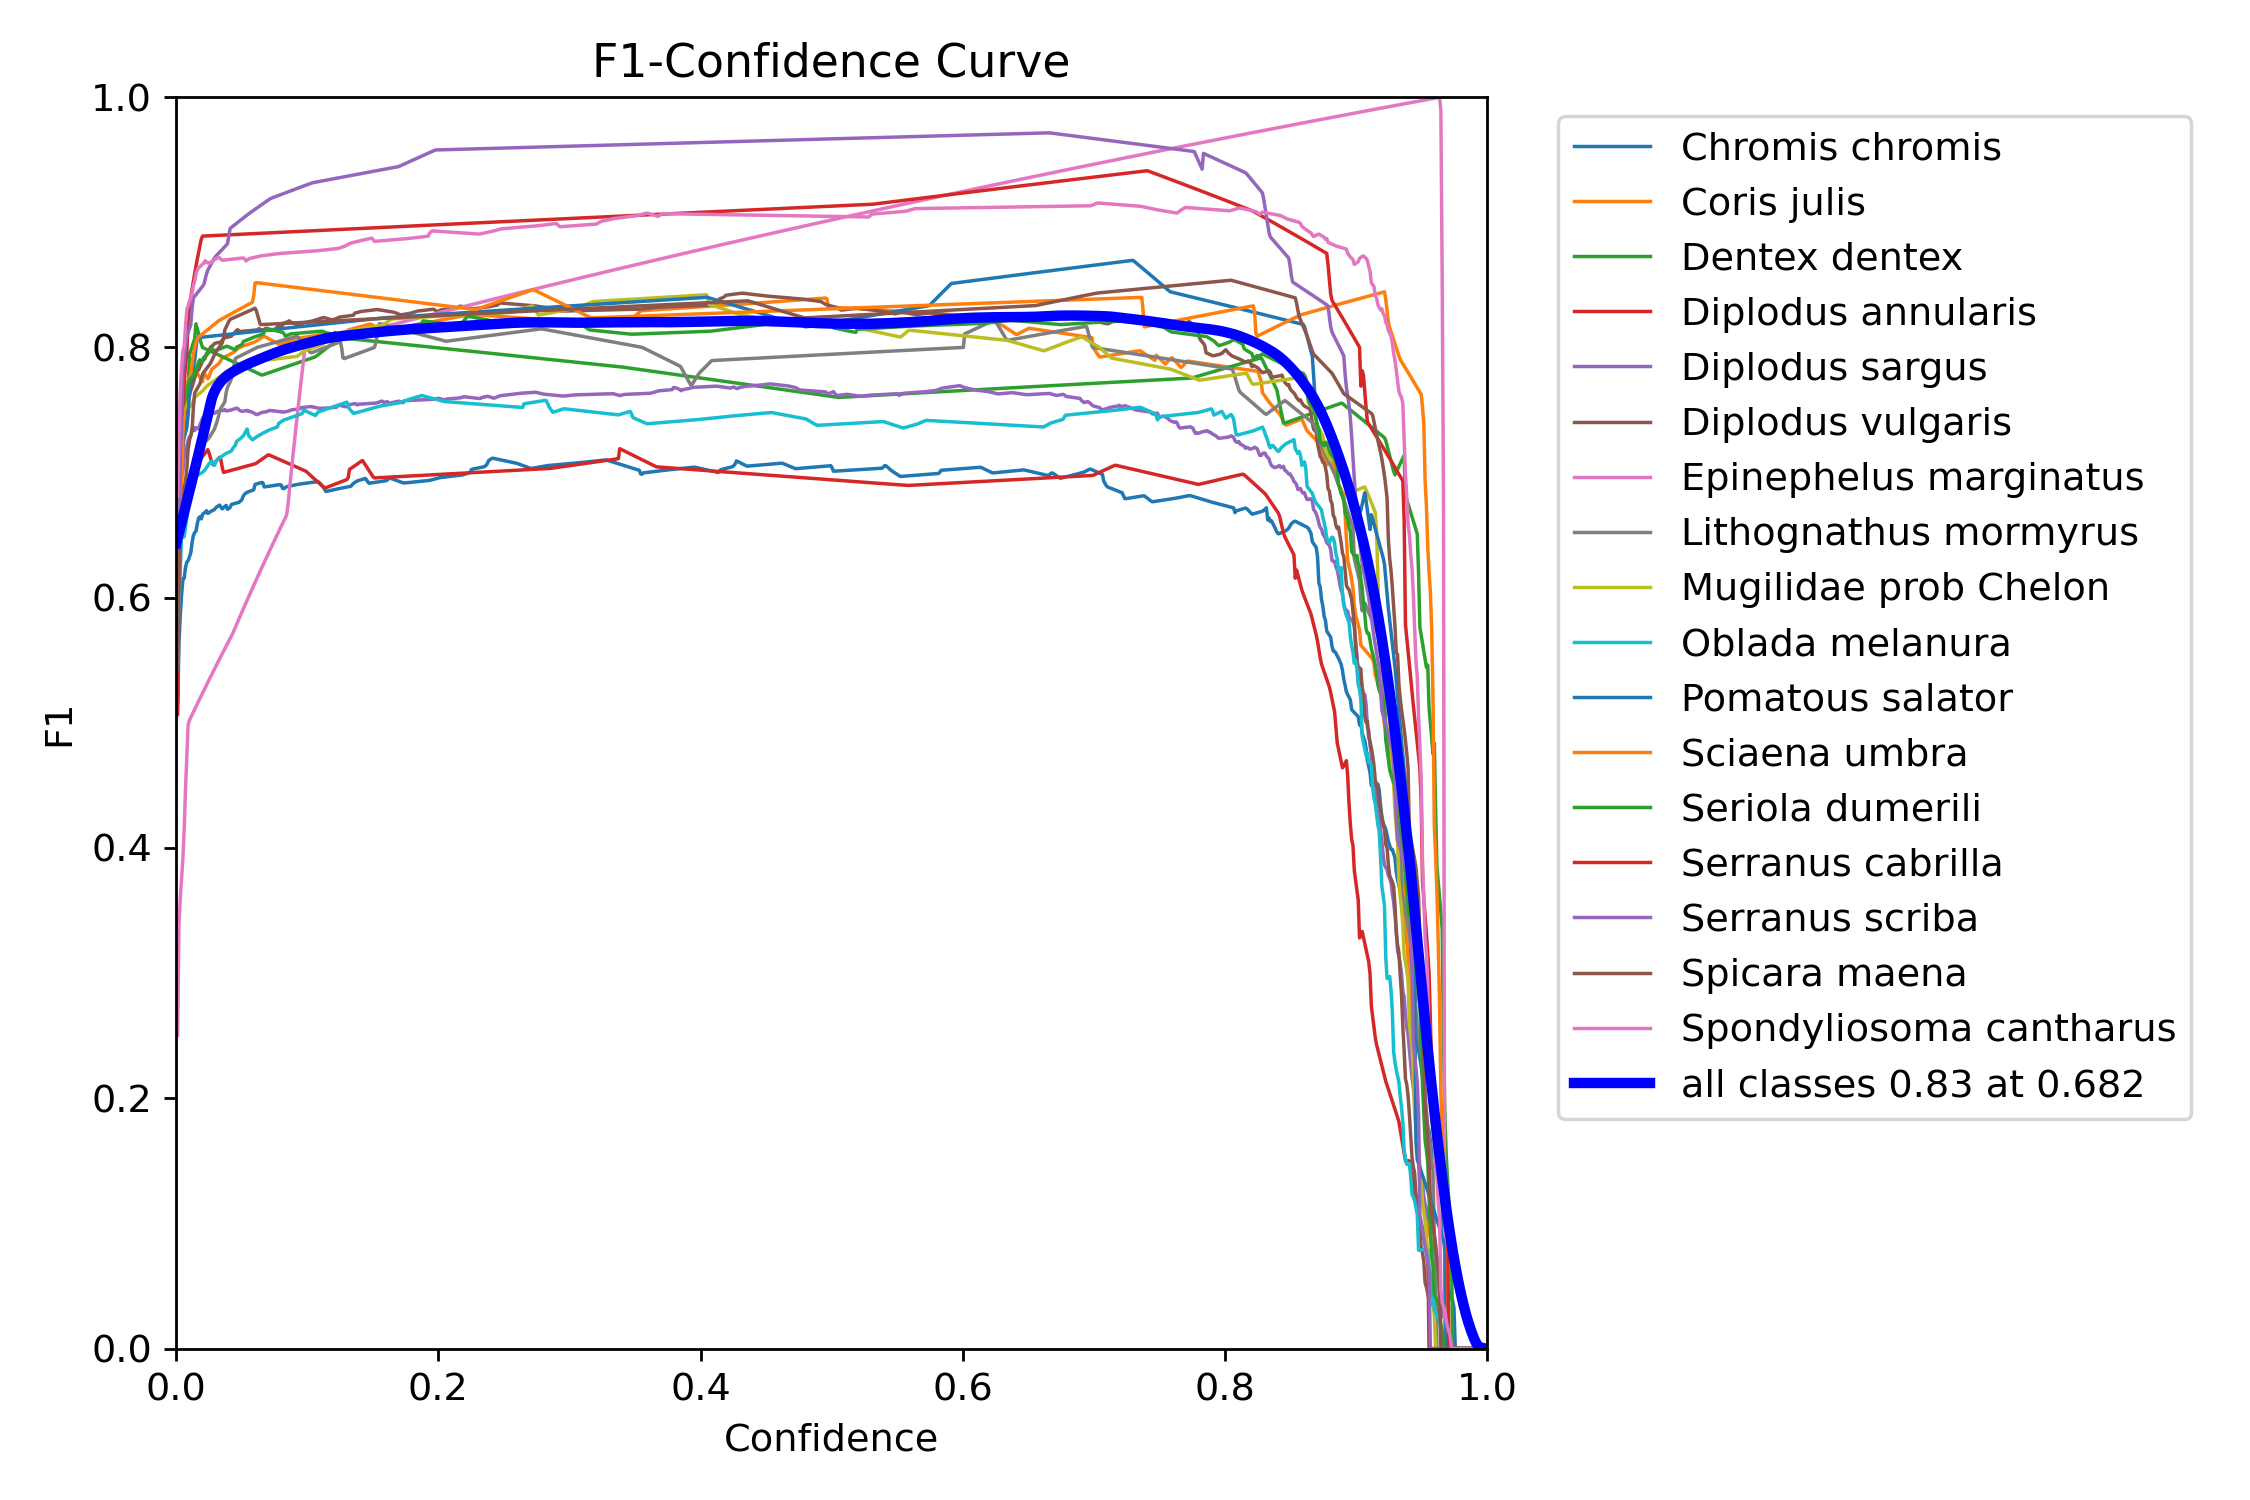 F1-Confidence Curve
1.0
0.8
0.6
0.4
0.2
0.0
F1
0.0 0.2 0.4 0.6 0.8 1.0
Confidence
Chromis chromis
Coris julis
Dentex dentex
Diplodus annularis
Diplodus sargus
Diplodus vulgaris
Epinephelus marginatus
Lithognathus mormyrus
Mugilidae prob Chelon
Oblada melanura
Pomatous salator
Sciaena umbra
Seriola dumerili
Serranus cabrilla
Serranus scriba
Spicara maena
Spondyliosoma cantharus
all classes 0.83 at 0.682